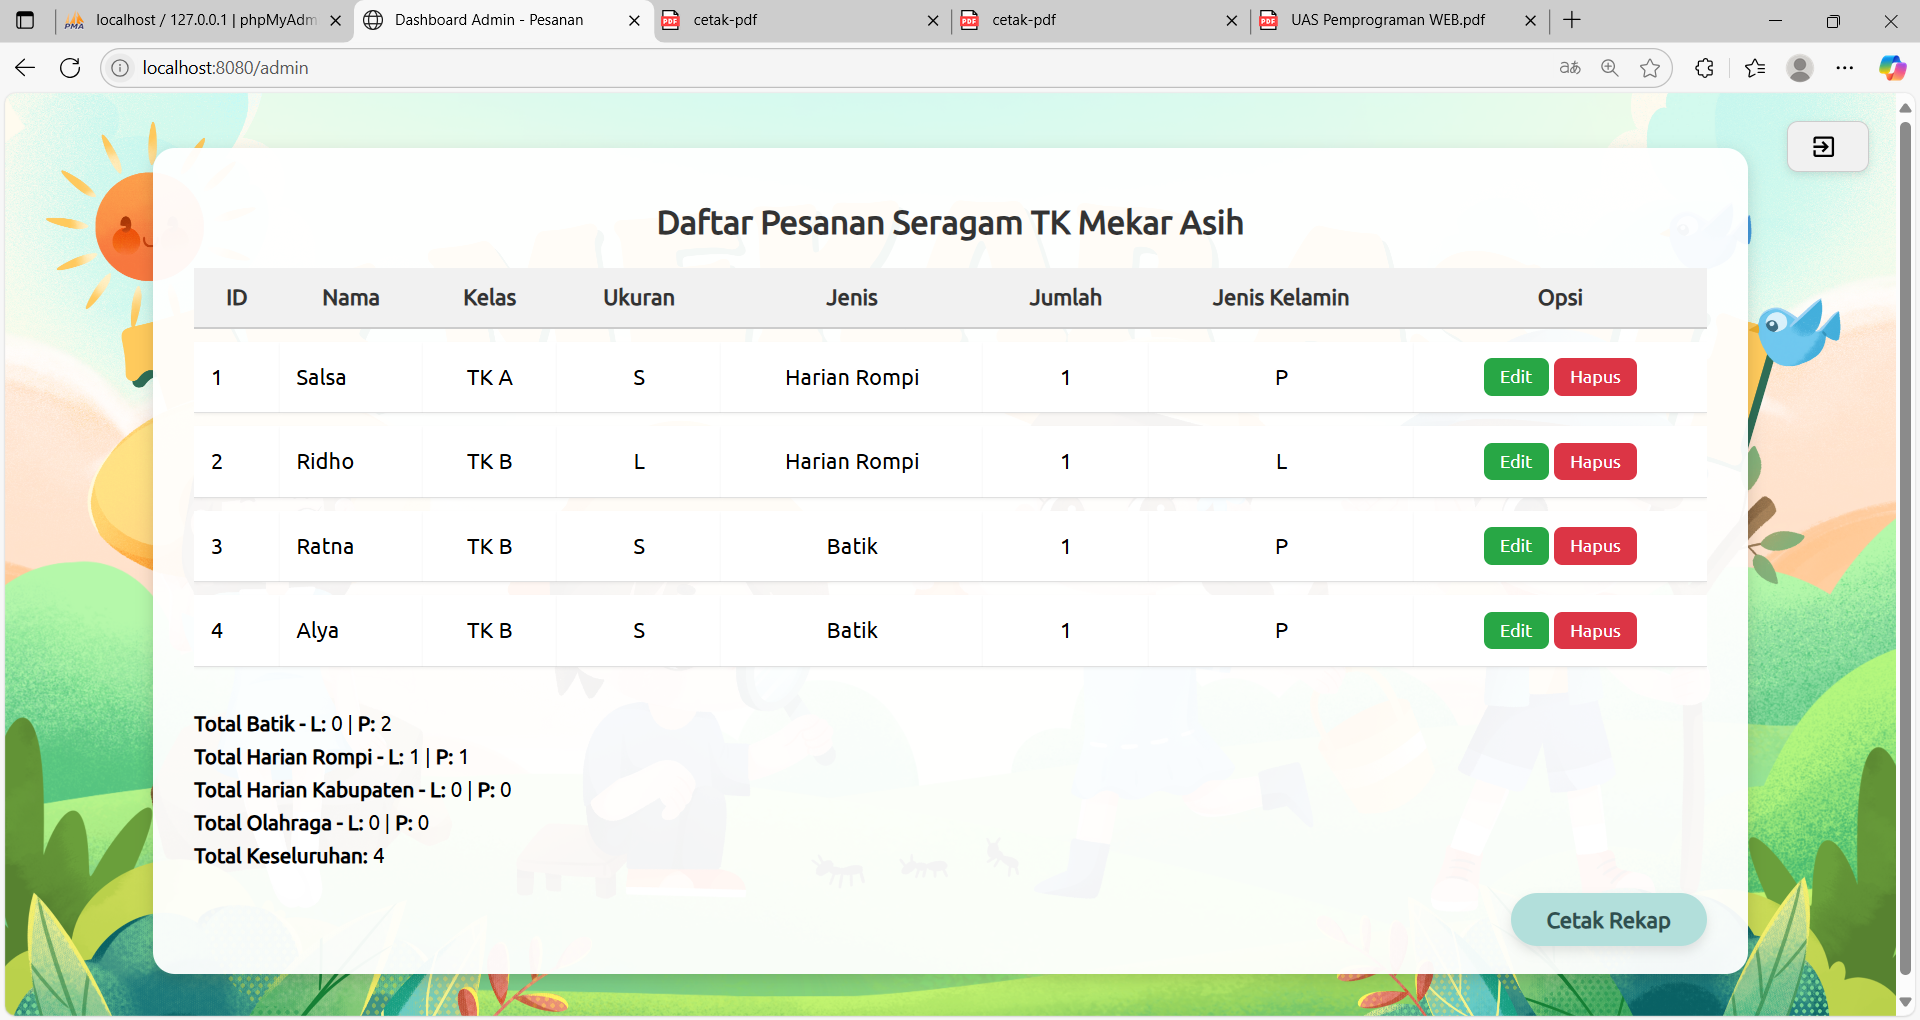 localhost / 127.0.0.1 | phpMyAdm
Dashboard Admin - Pesanan
cetak-pdf
cetak-pdf
UAS Pemprograman WEB.pdf
localhost:8080/admin
Daftar Pesanan Seragam TK Mekar Asih
ID Nama Kelas Ukuran Jenis Jumlah Jenis Kelamin Opsi
1 Salsa TK A S Harian Rompi 1 P Edit Hapus
2 Ridho TK B L Harian Rompi 1 L Edit Hapus
3 Ratna TK B S Batik 1 P Edit Hapus
4 Alya TK B S Batik 1 P Edit Hapus
Total Batik - L: 0 | P: 2
Total Harian Rompi - L: 1 | P: 1
Total Harian Kabupaten - L: 0 | P: 0
Total Olahraga - L: 0 | P: 0
Total Keseluruhan: 4
Cetak Rekap